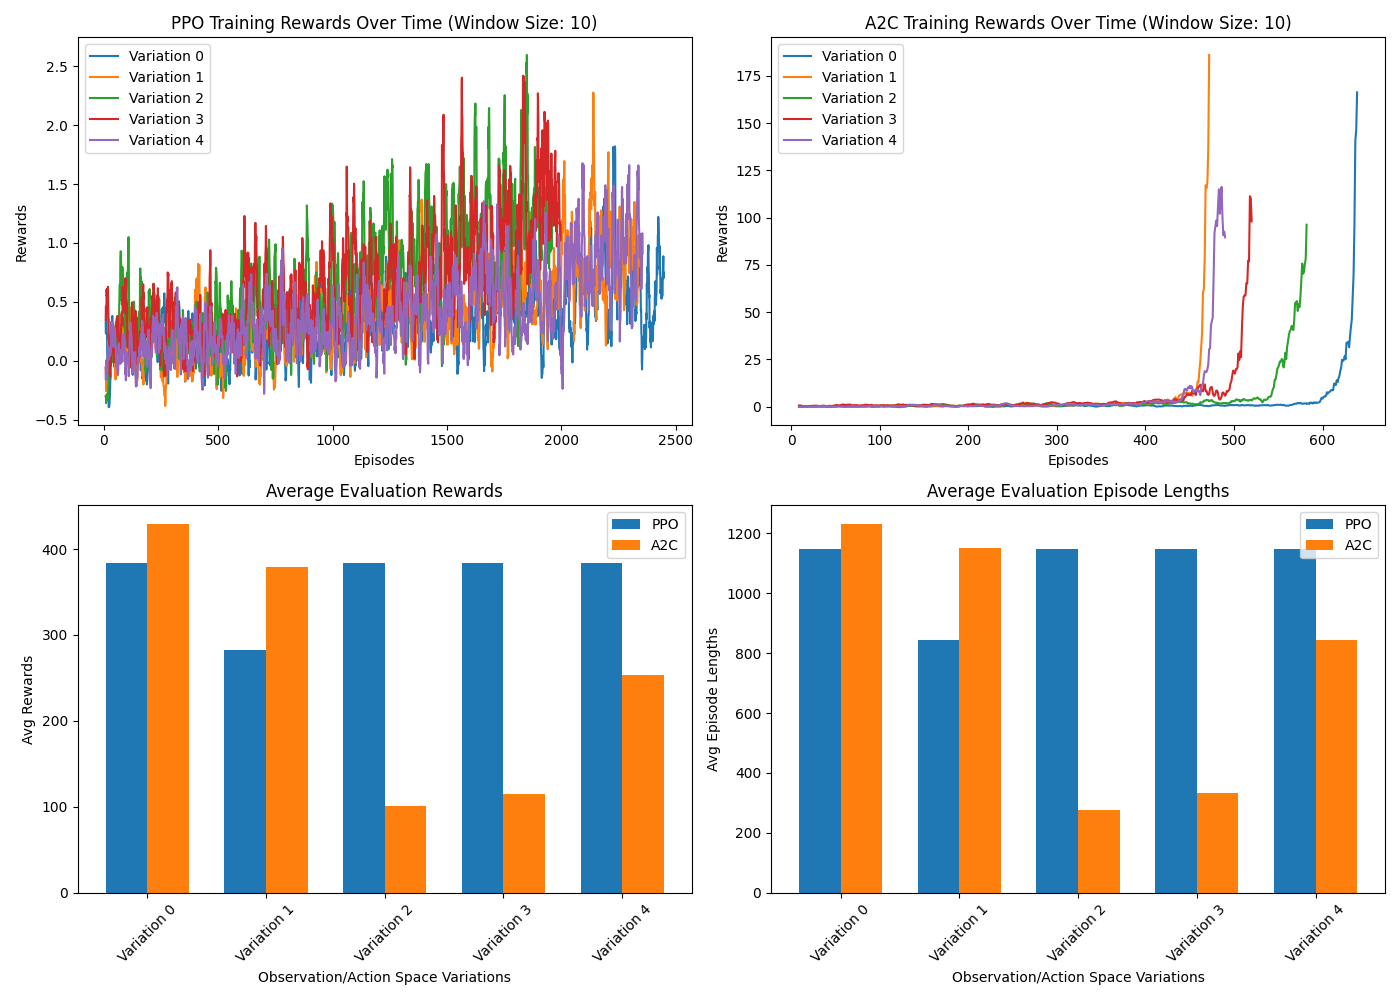 PPO Training Rewards Over Time (Window Size: 10)
Variation 0
Variation 1
Variation 2
Variation 3
Variation 4
2.5
2.0
1.5
1.0
0.5
0.0
−0.5
Rewards
0 500 1000 1500 2000 2500
Episodes
A2C Training Rewards Over Time (Window Size: 10)
Variation 0
Variation 1
Variation 2
Variation 3
Variation 4
175
150
125
100
75
50
25
0
Rewards
0 100 200 300 400 500 600
Episodes
Average Evaluation Rewards
PPO
A2C
400
300
200
100
0
Avg Rewards
Variation 0 Variation 1 Variation 2 Variation 3 Variation 4
Observation/Action Space Variations
Average Evaluation Episode Lengths
PPO
A2C
1200
1000
800
600
400
200
0
Avg Episode Lengths
Variation 0 Variation 1 Variation 2 Variation 3 Variation 4
Observation/Action Space Variations